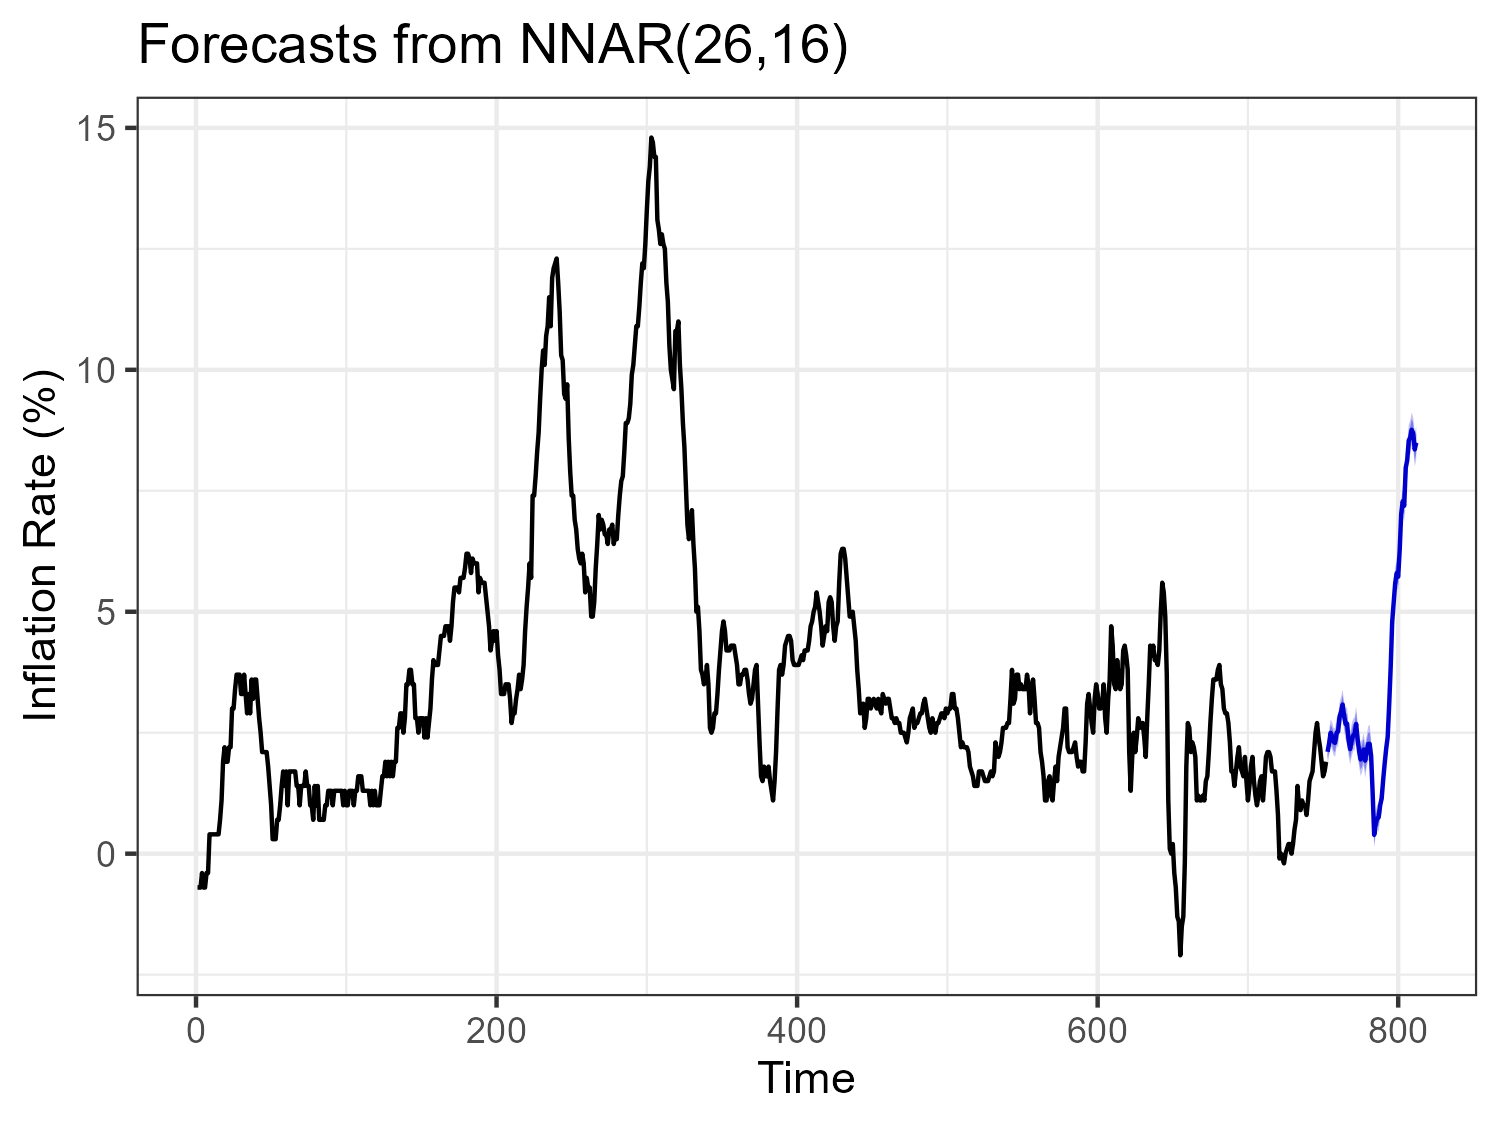 Forecasts from NNAR(26,16)
15
10
5
0
Inflation Rate (%)
0 200 400 600 800
Time